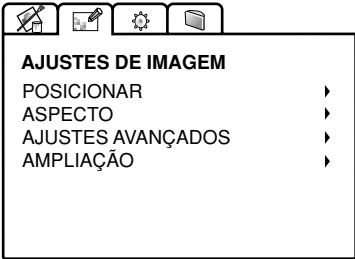 AJUSTES DE IMAGEM
POSICIONAR
ASPECTO
AJUSTES AVANÇADOS
AMPLIAÇÃO